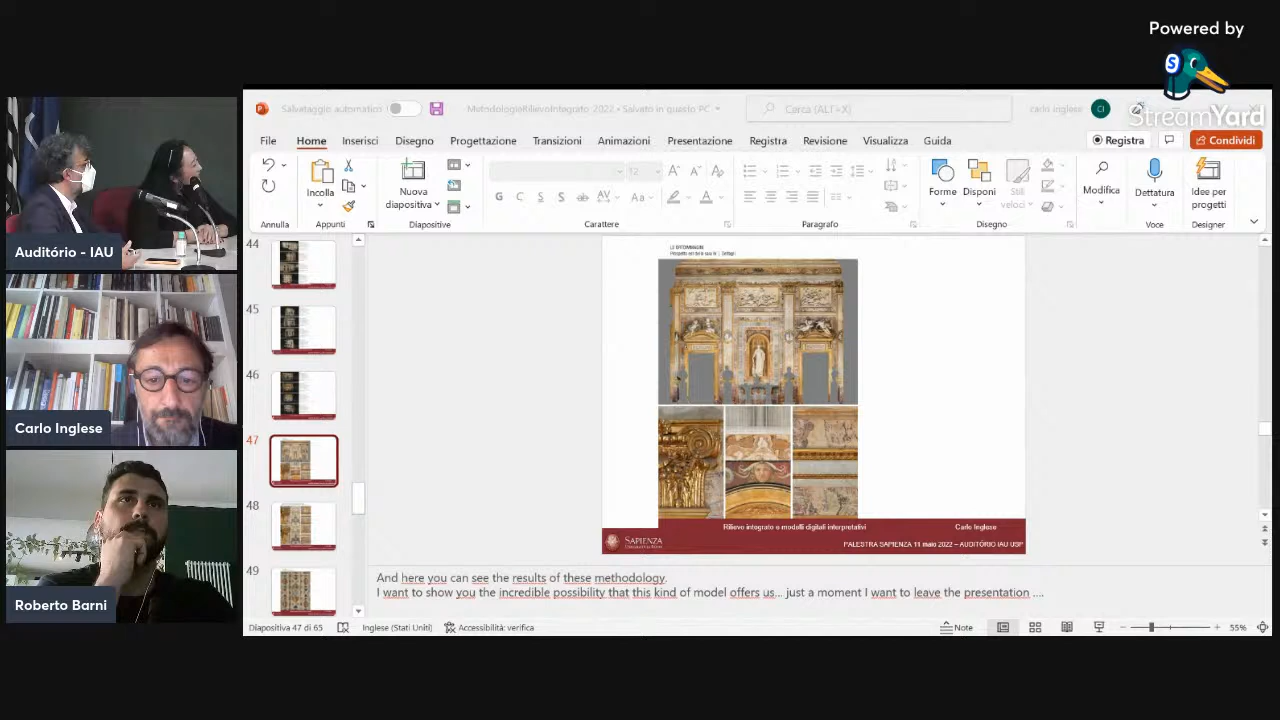 Powered by
StreamYard
Salvataggio automatico
MetodologieRilievoIntegrato 2022 • Salvato in questo PC
Cerca (ALT+X)
carlo inglese
CI
File
Home
Inserisci
Disegno
Progettazione
Transizioni
Animazioni
Presentazione
Registra
Revisione
Visualizza
Guida
Registra
Condividi
Incolla
Nuova
diapositiva
12
G C S S ab AV Aa
Forme
Disponi
Stili
veloci
Modifica
Dettatura
Idee per
progetti
Annulla
Appunti
Diapositive
Carattere
Paragrafo
Disegno
Voce
Designer
Auditório - IAU
Carlo Inglese
Roberto Barni
44
45
46
47
48
49
Rilievo integrato e modelli digitali interpretativi
Carlo Inglese
SAPIENZA
PALESTRA SAPIENZA 11 maio 2022 – AUDITÓRIO IAU USP
And here you can see the results of these methodology.
I want to show you the incredible possibility that this kind of model offers us... just a moment I want to leave the presentation ....
Diapositiva 47 di 65
Inglese (Stati Uniti)
Accessibilità: verifica
Note
55%